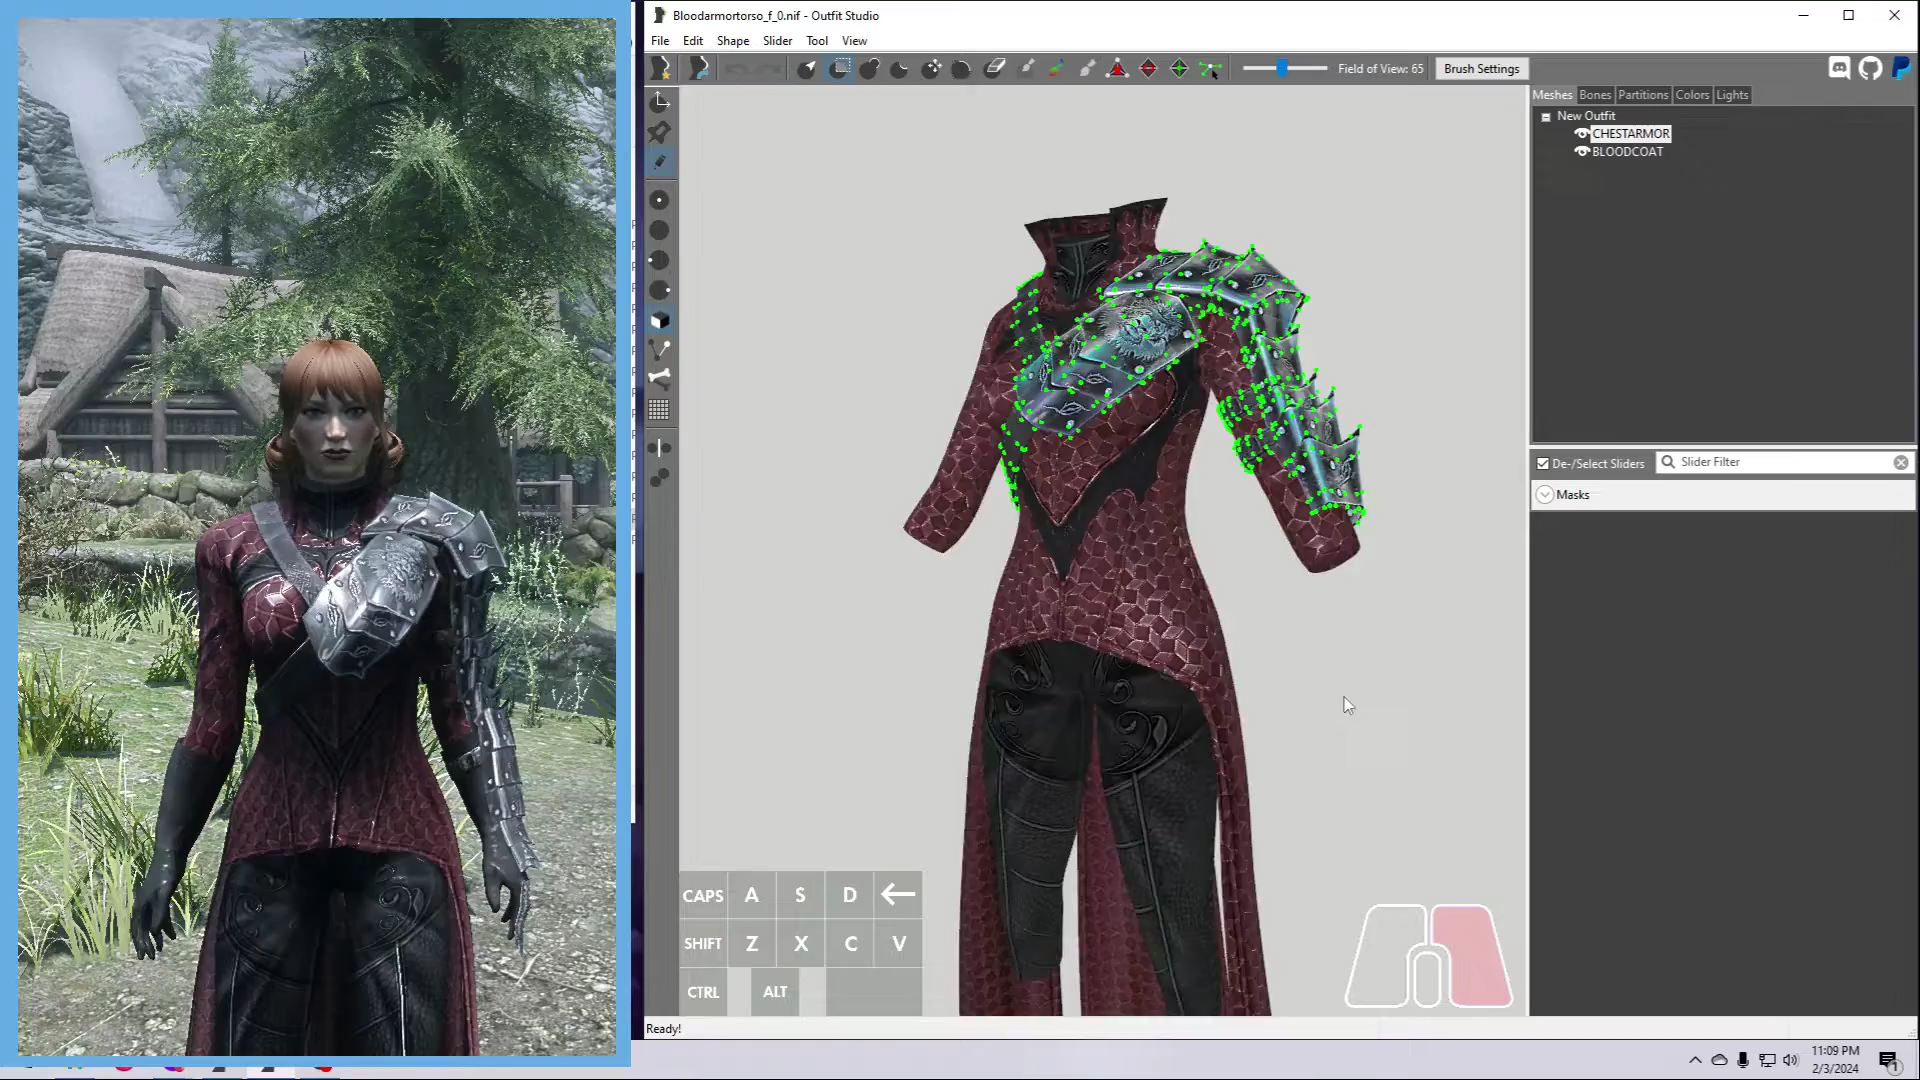 Bloodarmortorso_f_0.nif - Outfit Studio
File Edit Shape Slider Tool View
Field of View: 65
Brush Settings
Meshes Bones Partitions Colors Lights
New Outfit
CHESTARMOR
BLOODCOAT
De-/Select Sliders
Slider Filter
Masks
CAPS A S D ←
SHIFT Z X C V
CTRL ALT
Ready!
11:09 PM
2/3/2024
1